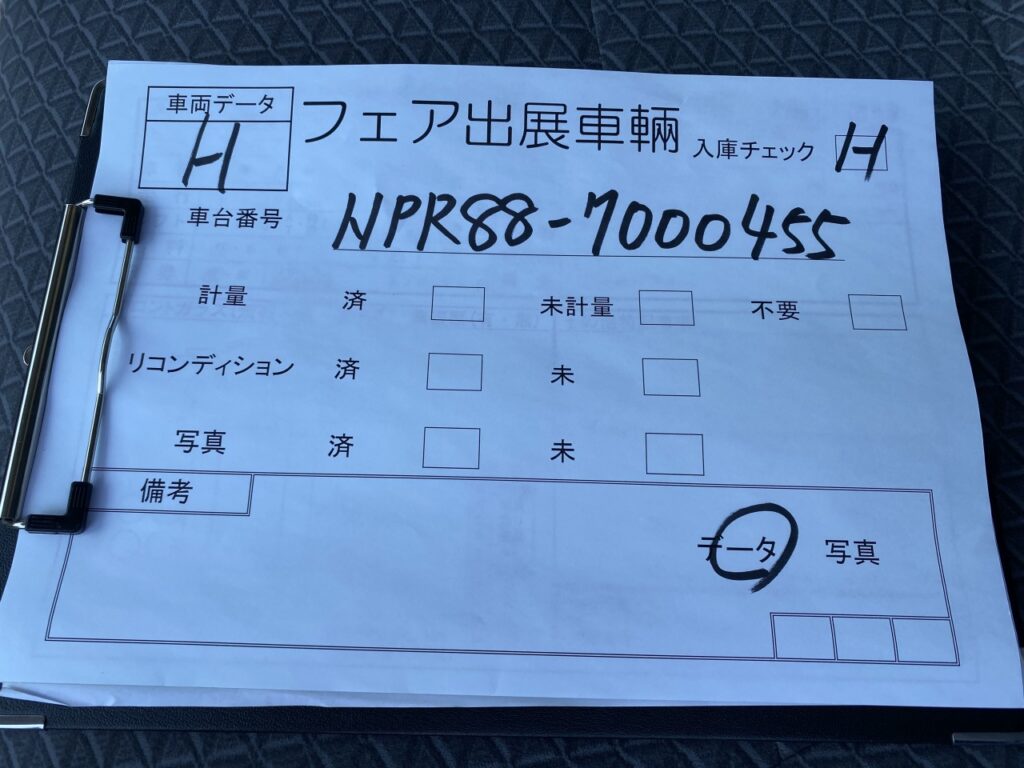 車両データ
H
フェア出展車輌
入庫チェック H
車台番号 NPR88-7000455
計量 済 未計量 不要
リコンディション 済 未
写真 済 未
備考
データ 写真